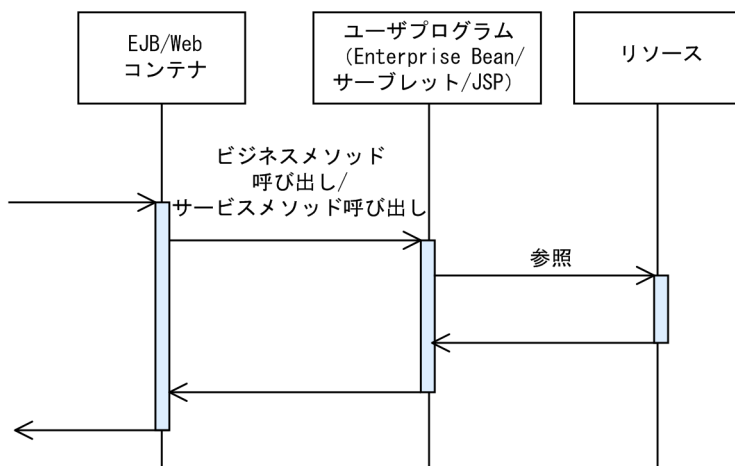 EJB/Web
コンテナ
ユーザプログラム
（Enterprise Bean/
サーブレット/JSP）
リソース
ビジネスメソッド
呼び出し/
サービスメソッド呼び出し
参照